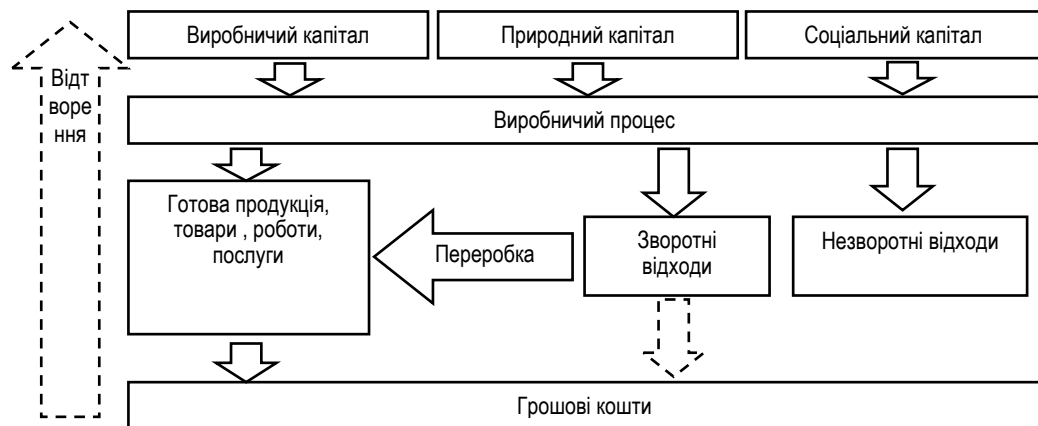 Виробничий капітал
Природний капітал
Соціальний капітал
Відт
воре
ння
Виробничий процес
Готова продукція,
товари , роботи,
послуги
Переробка
Зворотні
відходи
Незворотні відходи
Грошові кошти